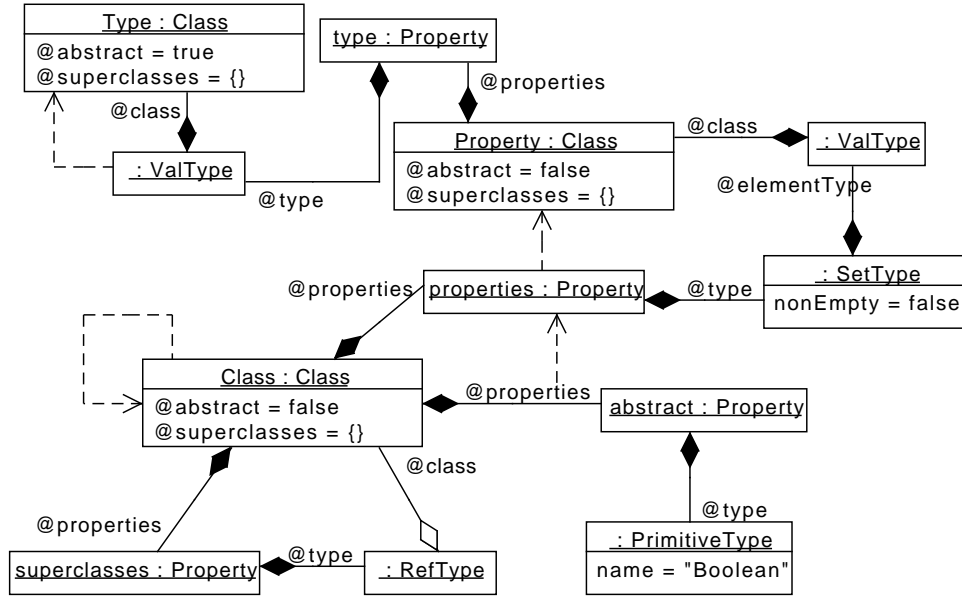 Type : Class
@abstract = true
@superclasses = {}
type : Property
@properties
@class
: ValType
@type
Property : Class
@abstract = false
@superclasses = {}
@class
: ValType
@elementType
@properties
properties : Property
@type
: SetType
nonEmpty = false
Class : Class
@abstract = false
@superclasses = {}
@properties
abstract : Property
@class
@properties
@type
superclasses : Property
@type
: RefType
: PrimitiveType
name = "Boolean"